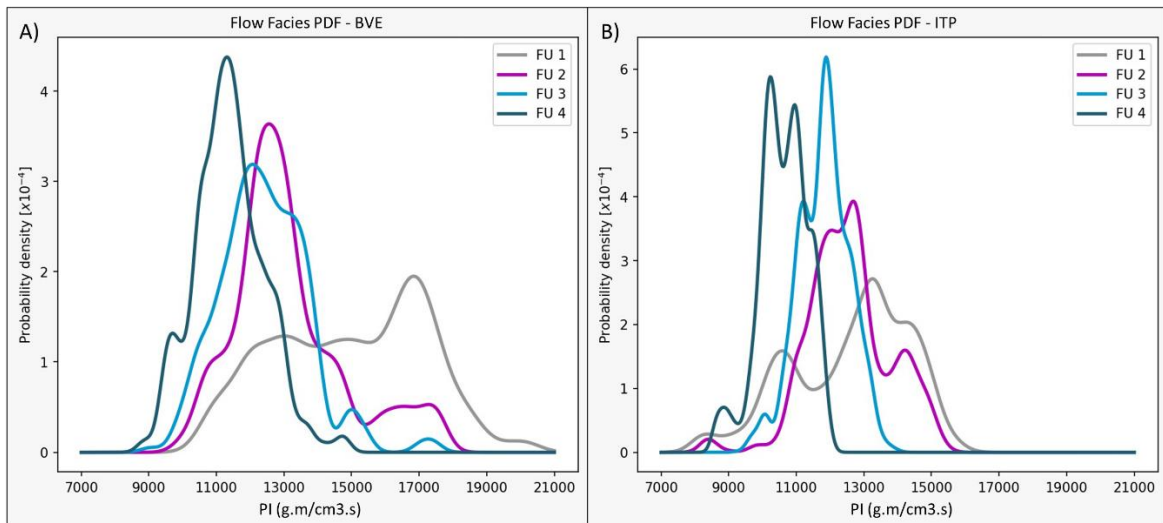 A)
Flow Facies PDF - BVE
FU 1
FU 2
FU 3
FU 4
Probability density [x10⁻⁴]
4
3
2
1
0
7000 9000 11000 13000 15000 17000 19000 21000
PI (g.m/cm3.s)
B)
Flow Facies PDF - ITP
FU 1
FU 2
FU 3
FU 4
Probability density [x10⁻⁴]
6
5
4
3
2
1
0
7000 9000 11000 13000 15000 17000 19000 21000
PI (g.m/cm3.s)